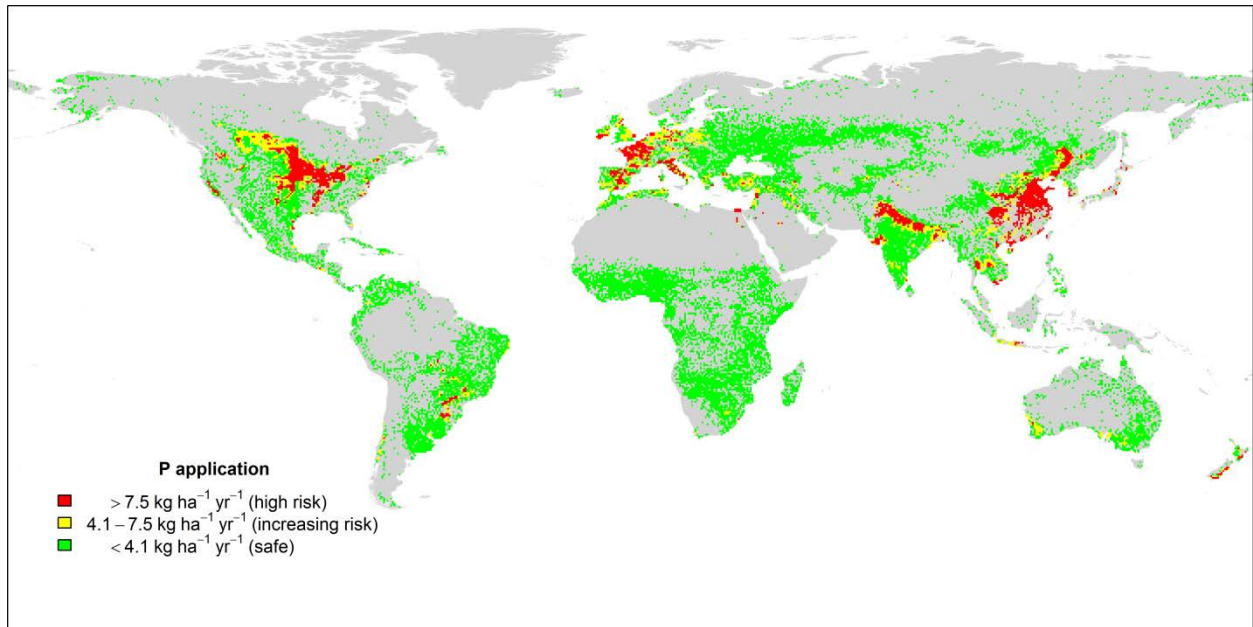 P application
> 7.5 kg ha⁻¹ yr⁻¹ (high risk)
4.1 – 7.5 kg ha⁻¹ yr⁻¹ (increasing risk)
< 4.1 kg ha⁻¹ yr⁻¹ (safe)